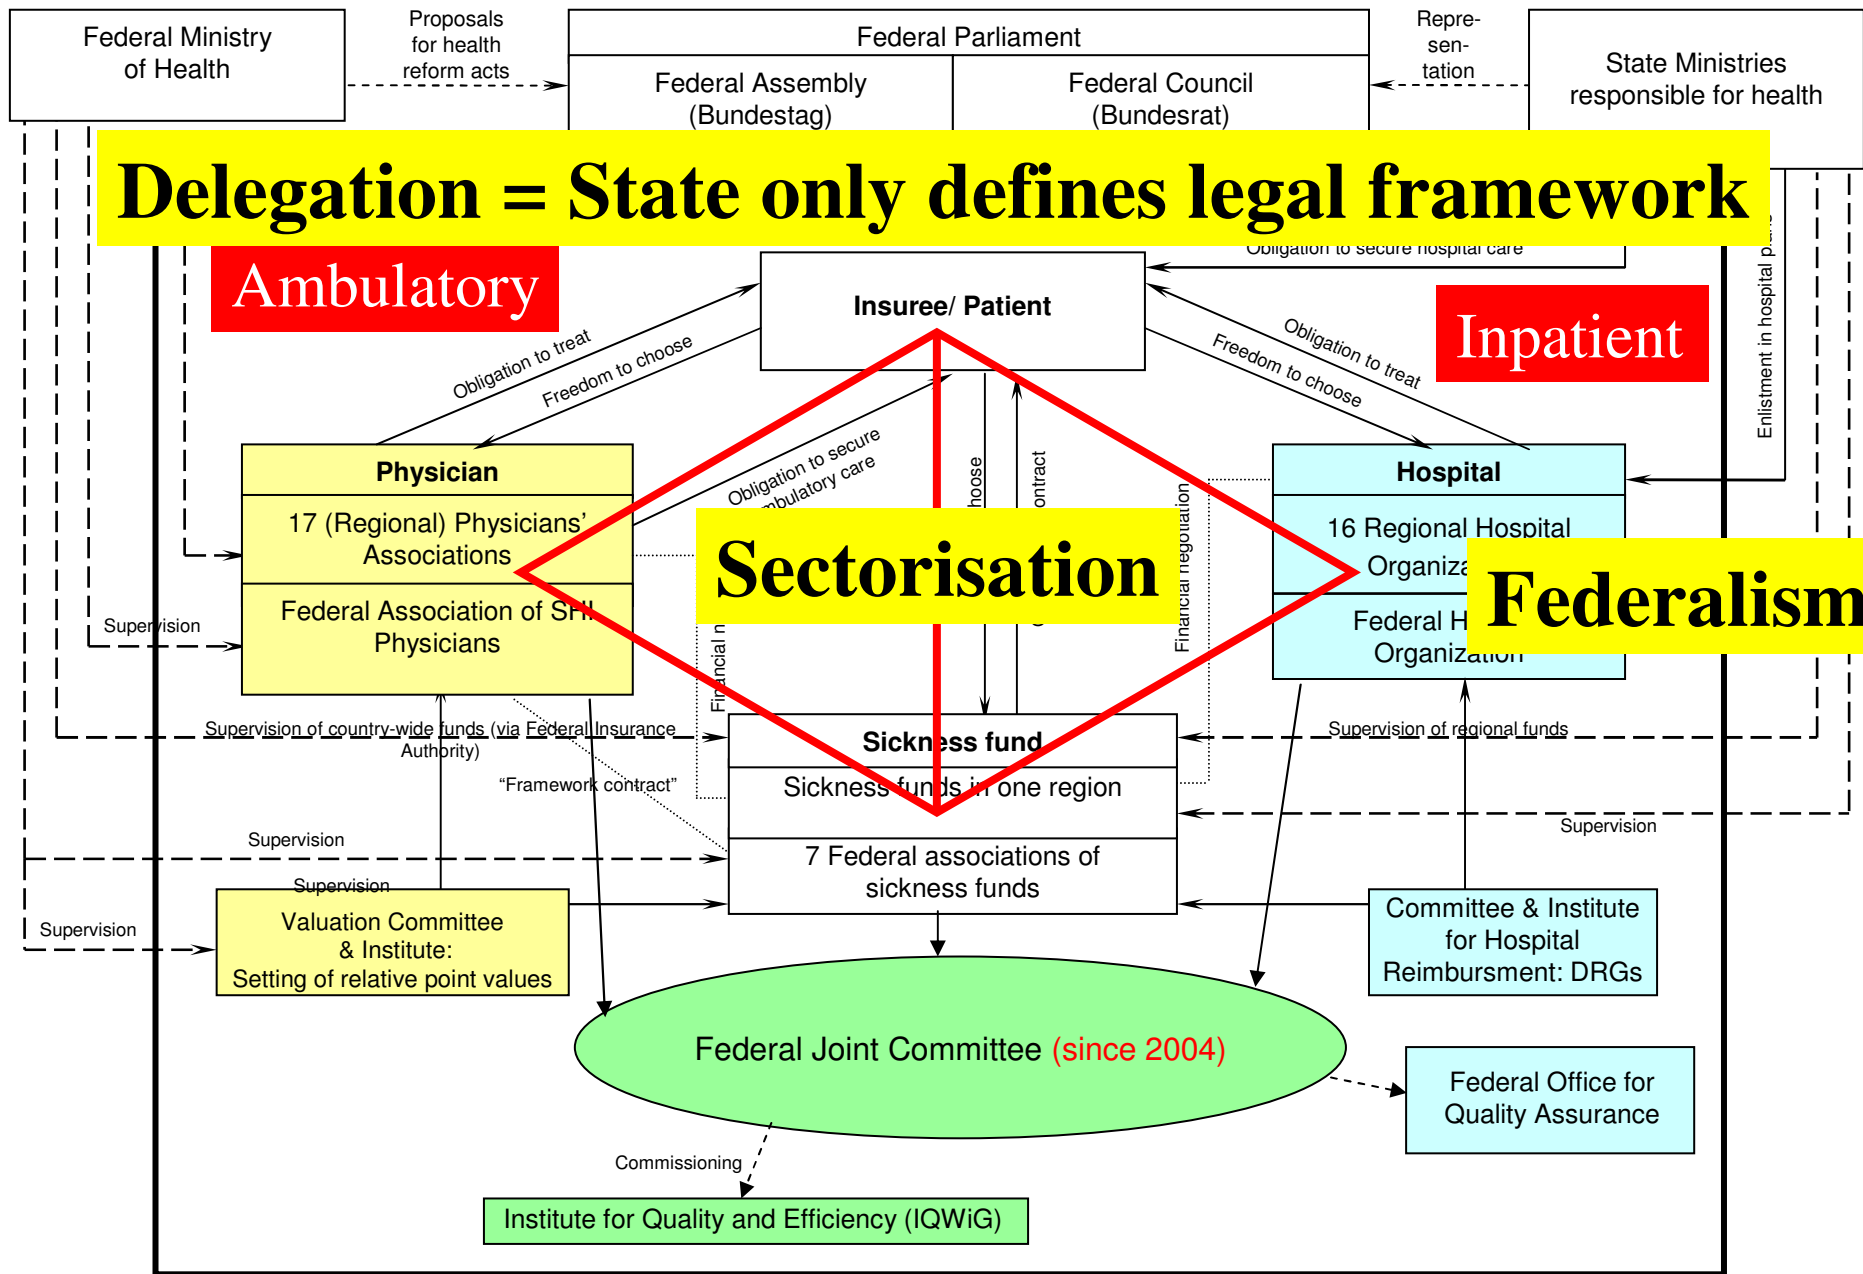 Federal Ministry
of Health
Proposals
for health
reform acts
Federal Parliament
Federal Assembly
(Bundestag)
Federal Council
(Bundesrat)
Repre-
sen-
tation
State Ministries
responsible for health
Delegation = State only defines legal framework
Ambulatory
Inpatient
Obligation to secure hospital care
Enlistment in hospital
Insuree/ Patient
Obligation to treat
Freedom to choose
Obligation to treat
Freedom to choose
Obligation to secure
care
Physician
17 (Regional) Physicians'
Associations
Federal Association of SHI
Physicians
Hospital
16 Regional Hospital
Federal
Organization
Sectorisation
Federalism
Financial
Financial negotiation
Supervision
Supervision of country-wide funds (via Federal Insurance
Authority)
Supervision of regional funds
"Framework contract"
Sickness fund
Sickness funds in one region
7 Federal associations of
sickness funds
Supervision
Supervision
Supervision
Supervision
Valuation Committee
& Institute:
Setting of relative point values
Committee & Institute
for Hospital
Reimbursment: DRGs
Federal Joint Committee (since 2004)
Federal Office for
Quality Assurance
Commissioning
Institute for Quality and Efficiency (IQWiG)